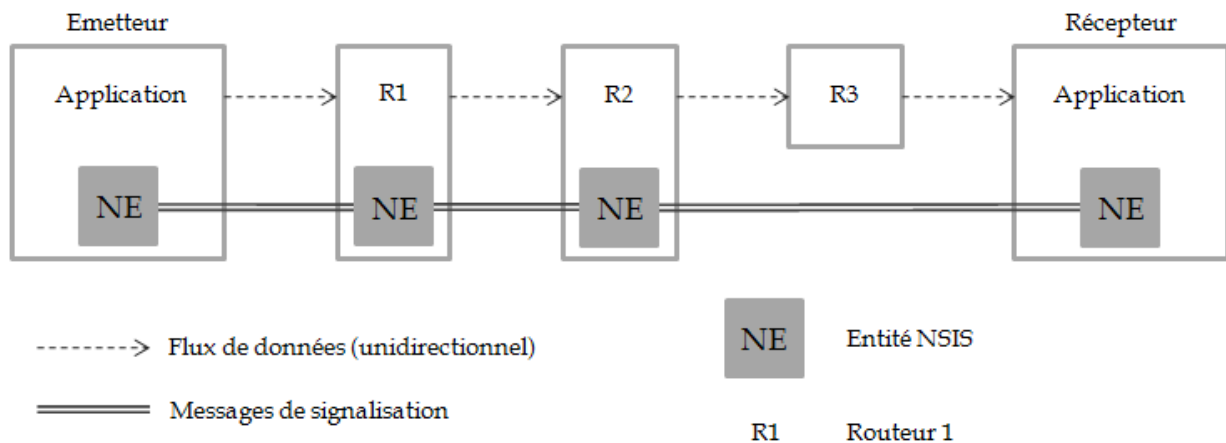 Emetteur
Récepteur
Application
R1
R2
R3
Application
NE
NE
NE
NE
Flux de données (unidirectionnel)
NE
Entité NSIS
Messages de signalisation
R1
Routeur 1